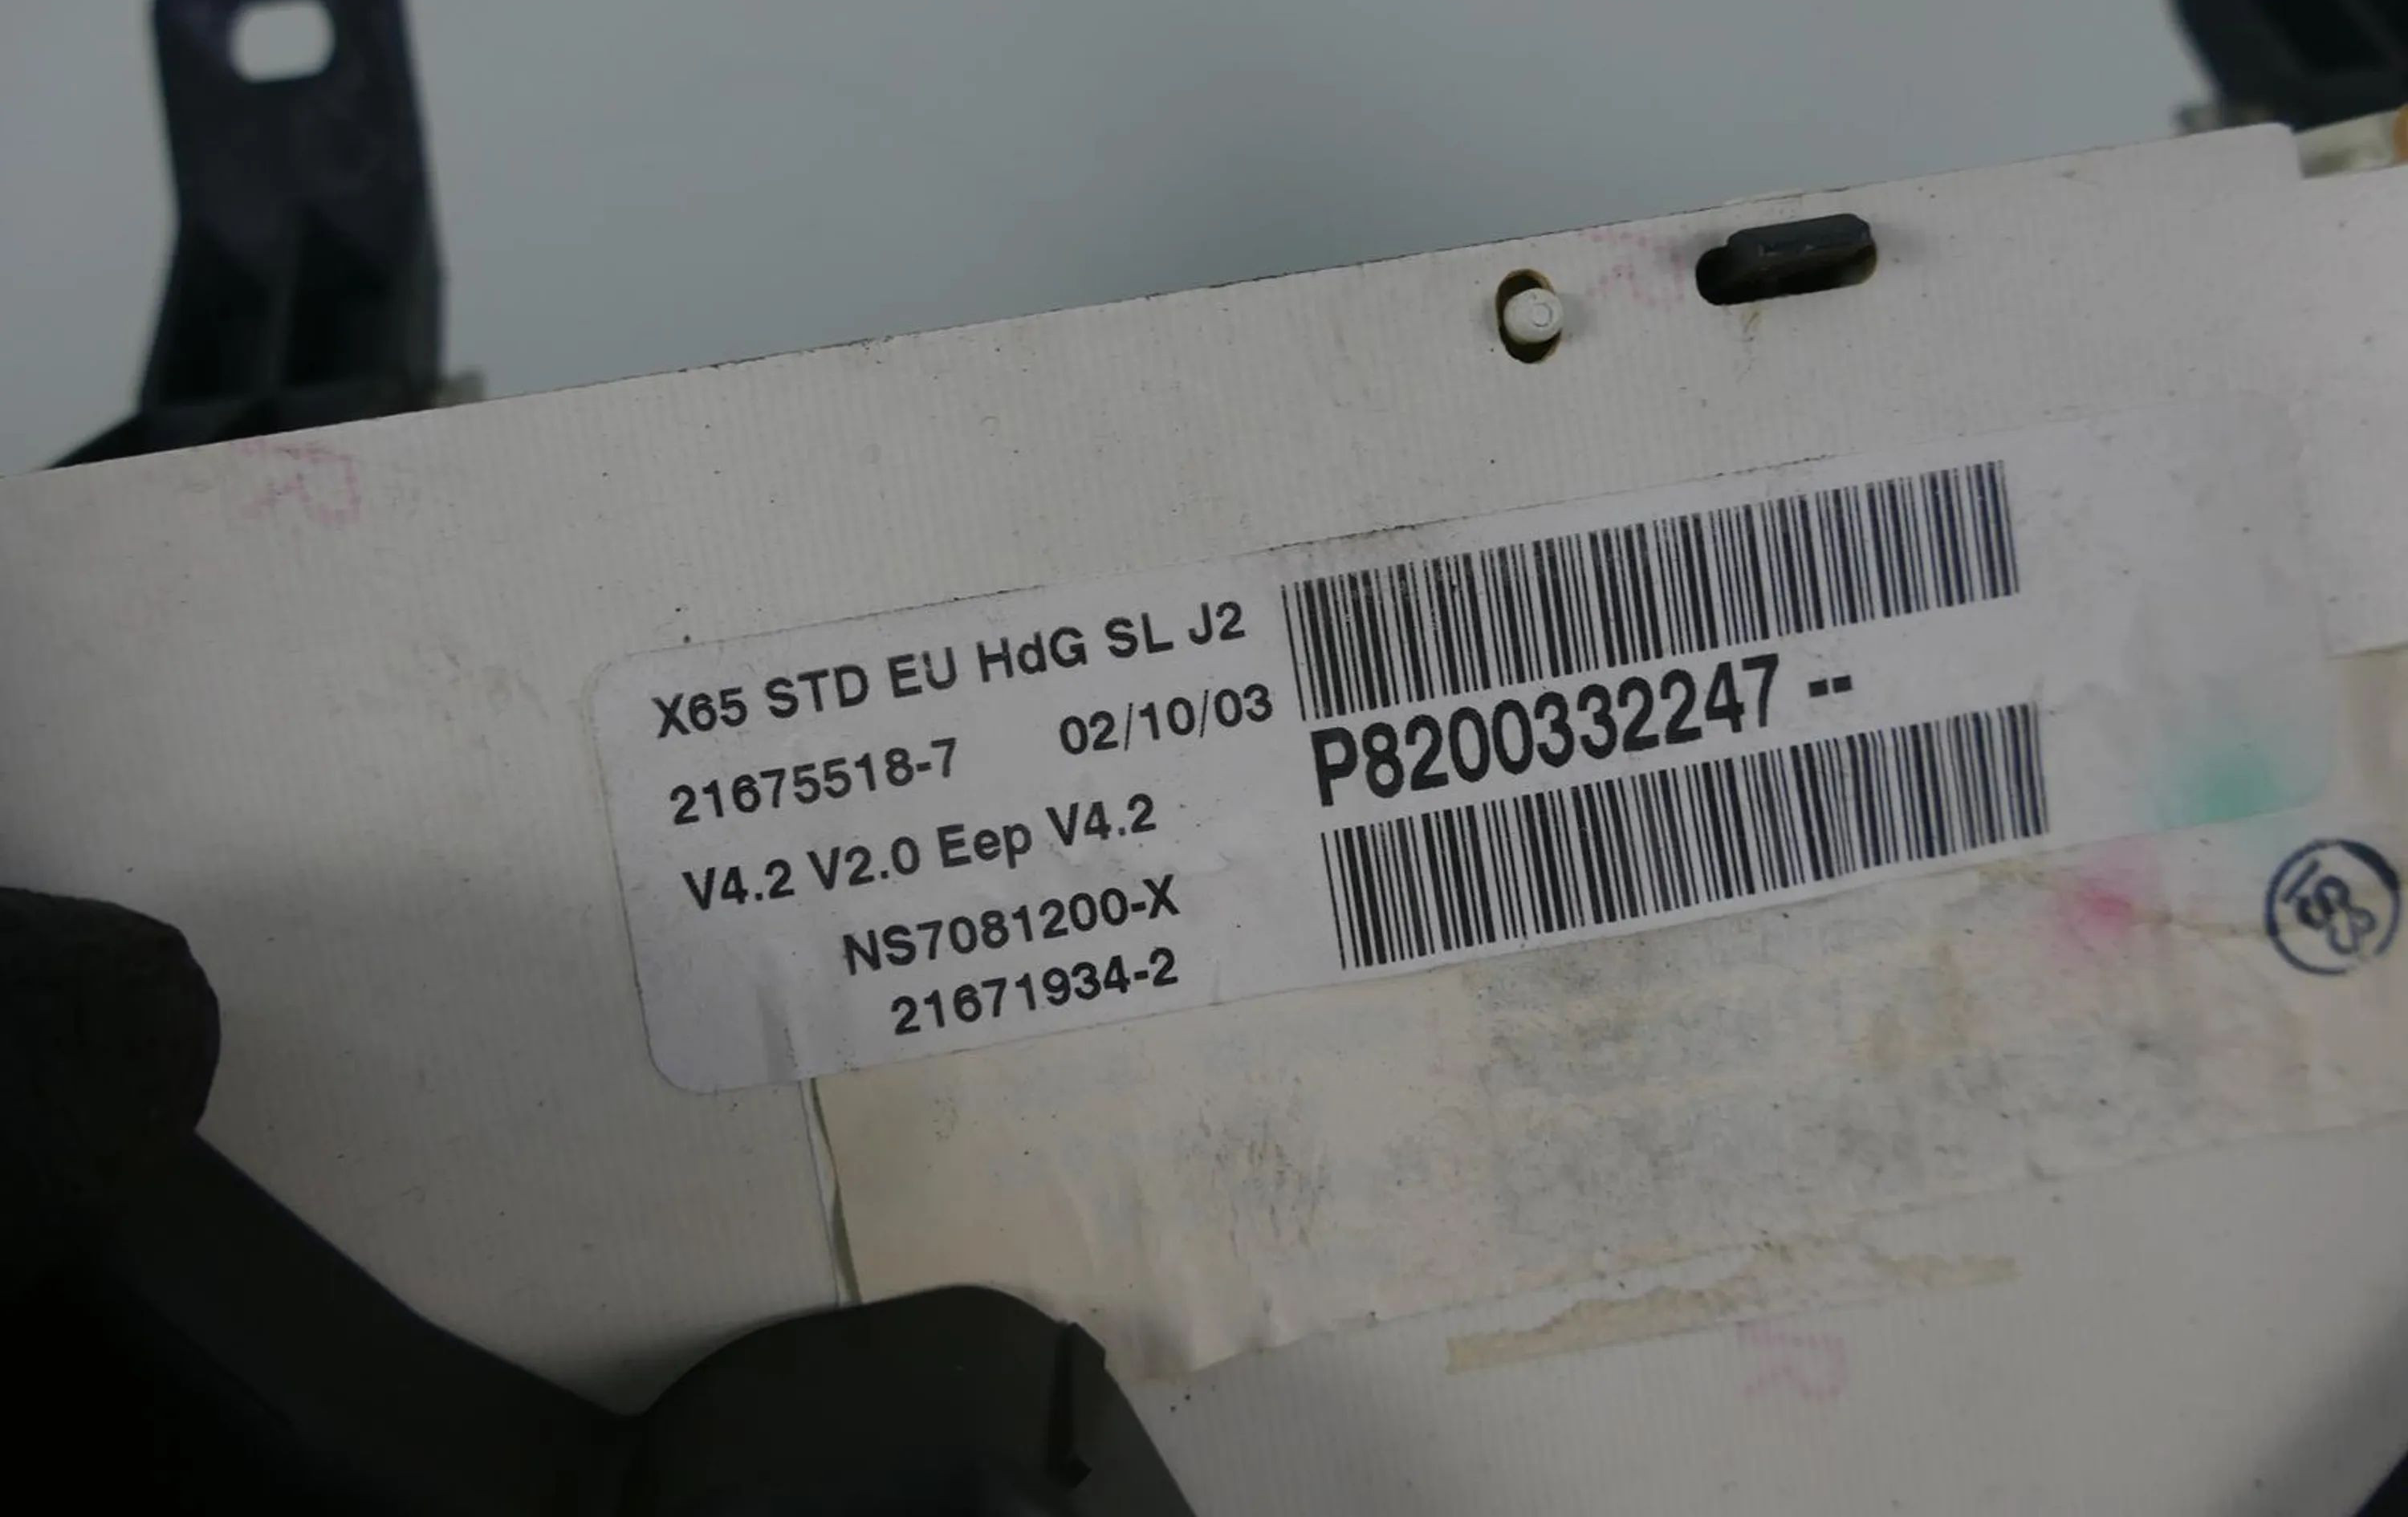 X65 STD EU HdG SL J2
21675518-7 02/10/03
V4.2 V2.0 Eep V4.2
NS7081200-X
21671934-2
P8200332247 --